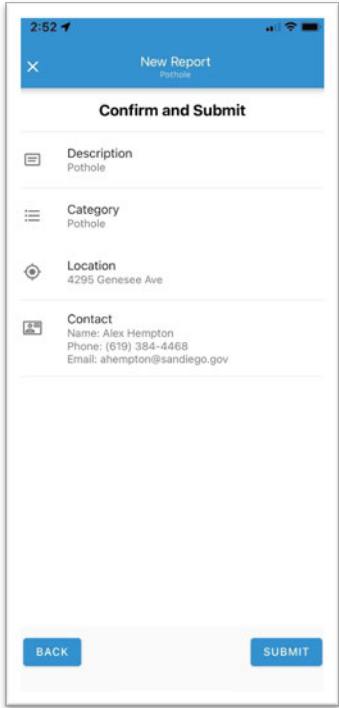 2:52
New Report
Pothole
Confirm and Submit
Description
Pothole
Category
Pothole
Location
4295 Genesee Ave
Contact
Name: Alex Hempton
Phone: (619) 384-4468
Email: ahempton@sandiego.gov
BACK
SUBMIT